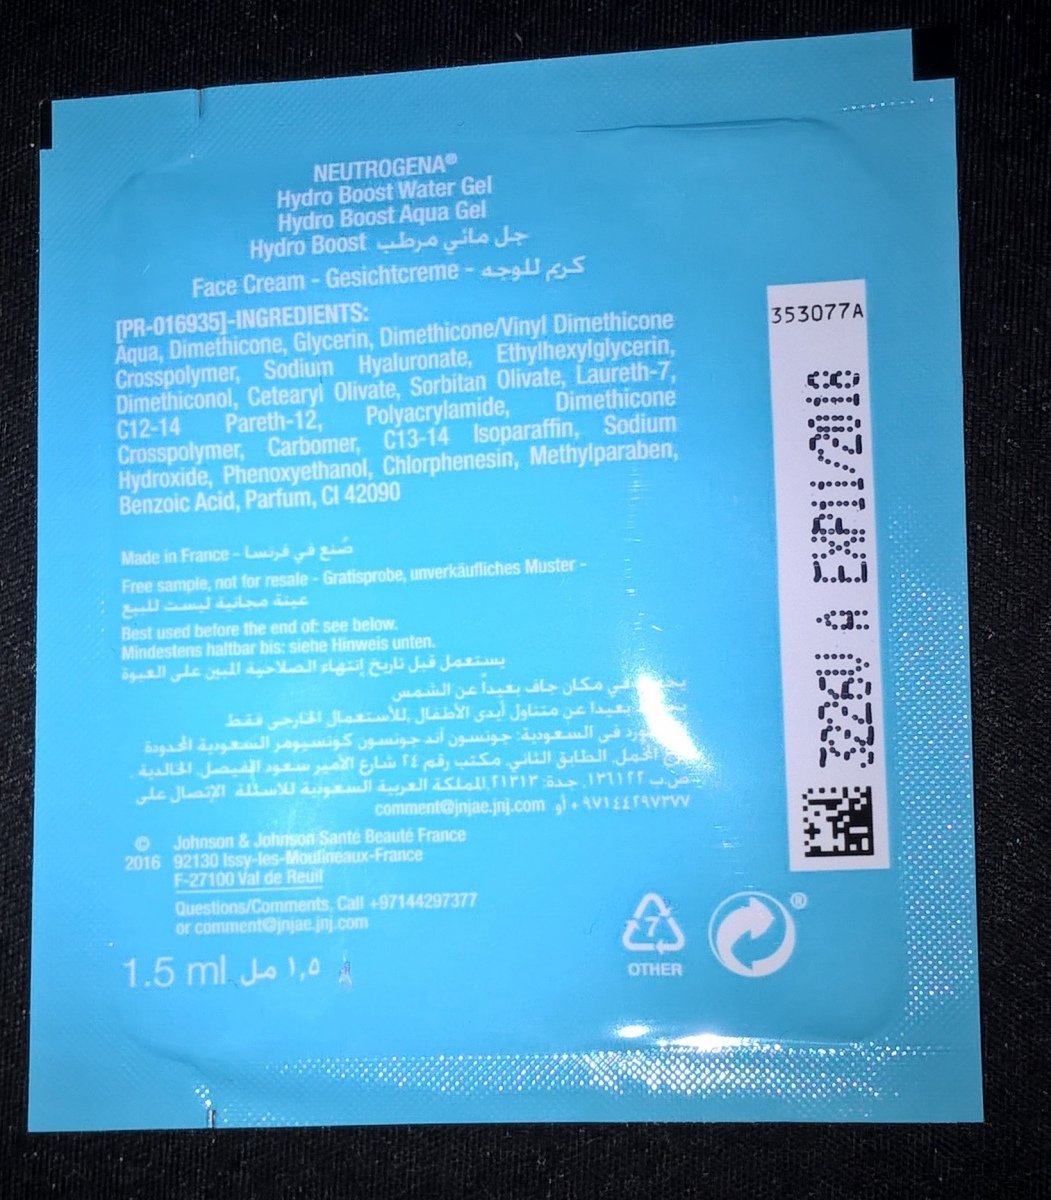 NEUTROGENA®
Hydro Boost Water Gel
Hydro Boost Aqua Gel
Hydro Boost جل مائي مرطب
Face Cream - Gesichtcreme - كريم للوجه
[PR-016935]-INGREDIENTS:
Aqua, Dimethicone, Glycerin, Dimethicone/Vinyl Dimethicone
Crosspolymer, Sodium Hyaluronate, Ethylhexylglycerin,
Dimethiconol, Cetearyl Olivate, Sorbitan Olivate, Laureth-7,
C12-14 Pareth-12, Polyacrylamide, Dimethicone
Crosspolymer, Carbomer, C13-14 Isoparaffin, Sodium
Hydroxide, Phenoxyethanol, Chlorphenesin, Methylparaben,
Benzoic Acid, Parfum, CI 42090
Made in France - صُنع في فرنسا
Free sample, not for resale - Gratisprobe, unverkäufliches Muster -
عينة مجانية ليست للبيع
Best used before the end of: see below.
Mindestens haltbar bis: siehe Hinweis unten.
يستعمل قبل تاريخ إنتهاء الصلاحية المبين على العبوة
في مكان جاف بعيداً عن الشمس
بعيدا عن متناول أيدى الأطفال .للأستعمال الخارجي فقط
في السعودية: جونسون آند جونسون كونسيومر السعودية المحدودة
الطابق الثاني. مكتب رقم ٢٤ شارع الأمير سعود الفيصل. الخالدية .
ص.ب ١٣٦١٢٢. جدة: ٢١٣١٣ المملكة العربية السعودية للأسئلة الإتصال على
٩٧١٤٤٢٩٧٣٧٧ + أو comment@jnjae.jnj.com
© Johnson & Johnson Santé Beauté France
2016 92130 Issy-les-Moulineaux-France
F-27100 Val de Reuil
Questions/Comments, Call +97144297377
or comment@jnjae.jnj.com
1.5 ml ١,٥ مل
7
OTHER
®
353077A
3226V A EXP11/2018